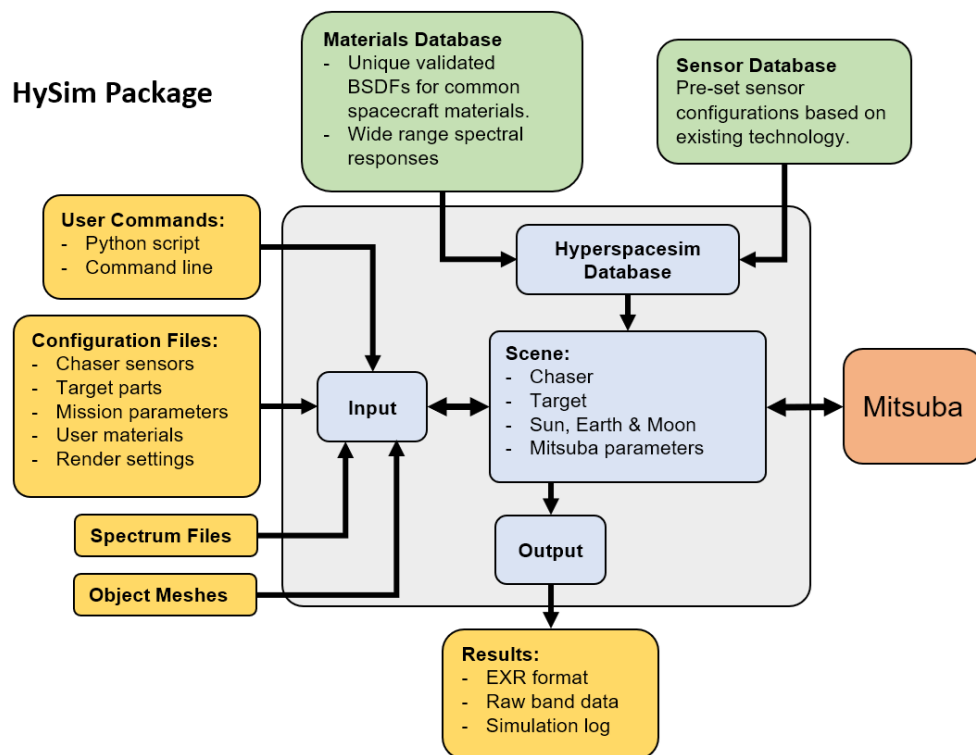 HySim Package
Materials Database
- Unique validated
BSDFs for common
spacecraft materials.
- Wide range spectral
responses
Sensor Database
Pre-set sensor
configurations based on
existing technology.
User Commands:
- Python script
- Command line
Hyperspacesim
Database
Configuration Files:
- Chaser sensors
- Target parts
- Mission parameters
- User materials
- Render settings
Input
Scene:
- Chaser
- Target
- Sun, Earth & Moon
- Mitsuba parameters
Mitsuba
Spectrum Files
Object Meshes
Output
Results:
- EXR format
- Raw band data
- Simulation log